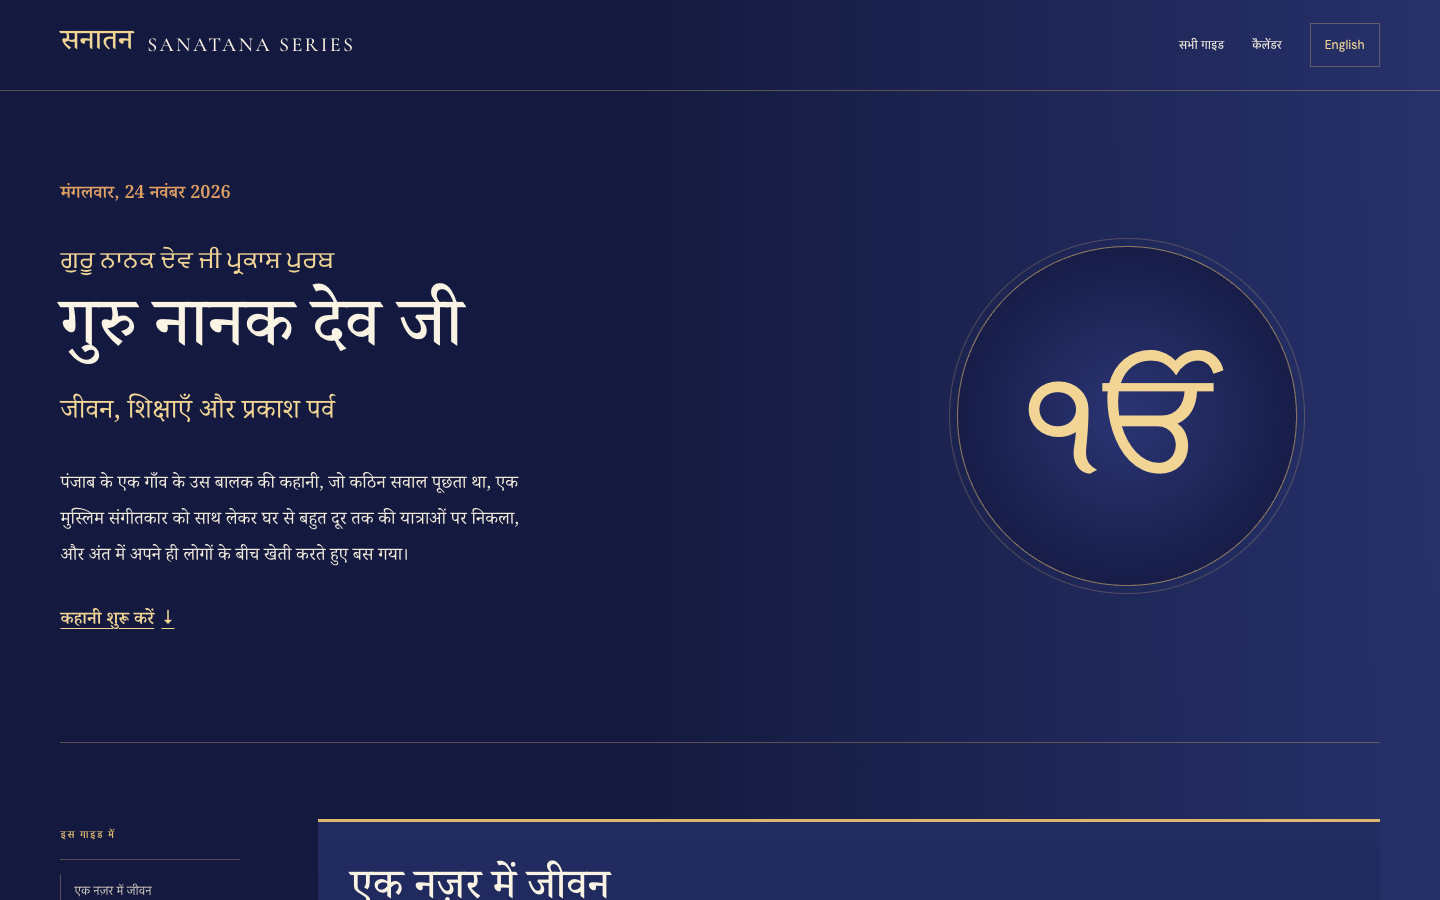 सनातन SANATANA SERIES
सभी गाइड
कैलेंडर
English
मंगलवार, 24 नवंबर 2026
ਗੁਰੂ ਨਾਨਕ ਦੇਵ ਜੀ ਪ੍ਰਕਾਸ਼ ਪੁਰਬ
गुरु नानक देव जी
जीवन, शिक्षाएँ और प्रकाश पर्व
पंजाब के एक गाँव के उस बालक की कहानी, जो कठिन सवाल पूछता था, एक
मुस्लिम संगीतकार को साथ लेकर घर से बहुत दूर तक की यात्राओं पर निकला,
और अंत में अपने ही लोगों के बीच खेती करते हुए बस गया।
कहानी शुरू करें ↓
ੴ
इस गाइड में
एक नज़र में जीवन
एक नज़र में जीवन